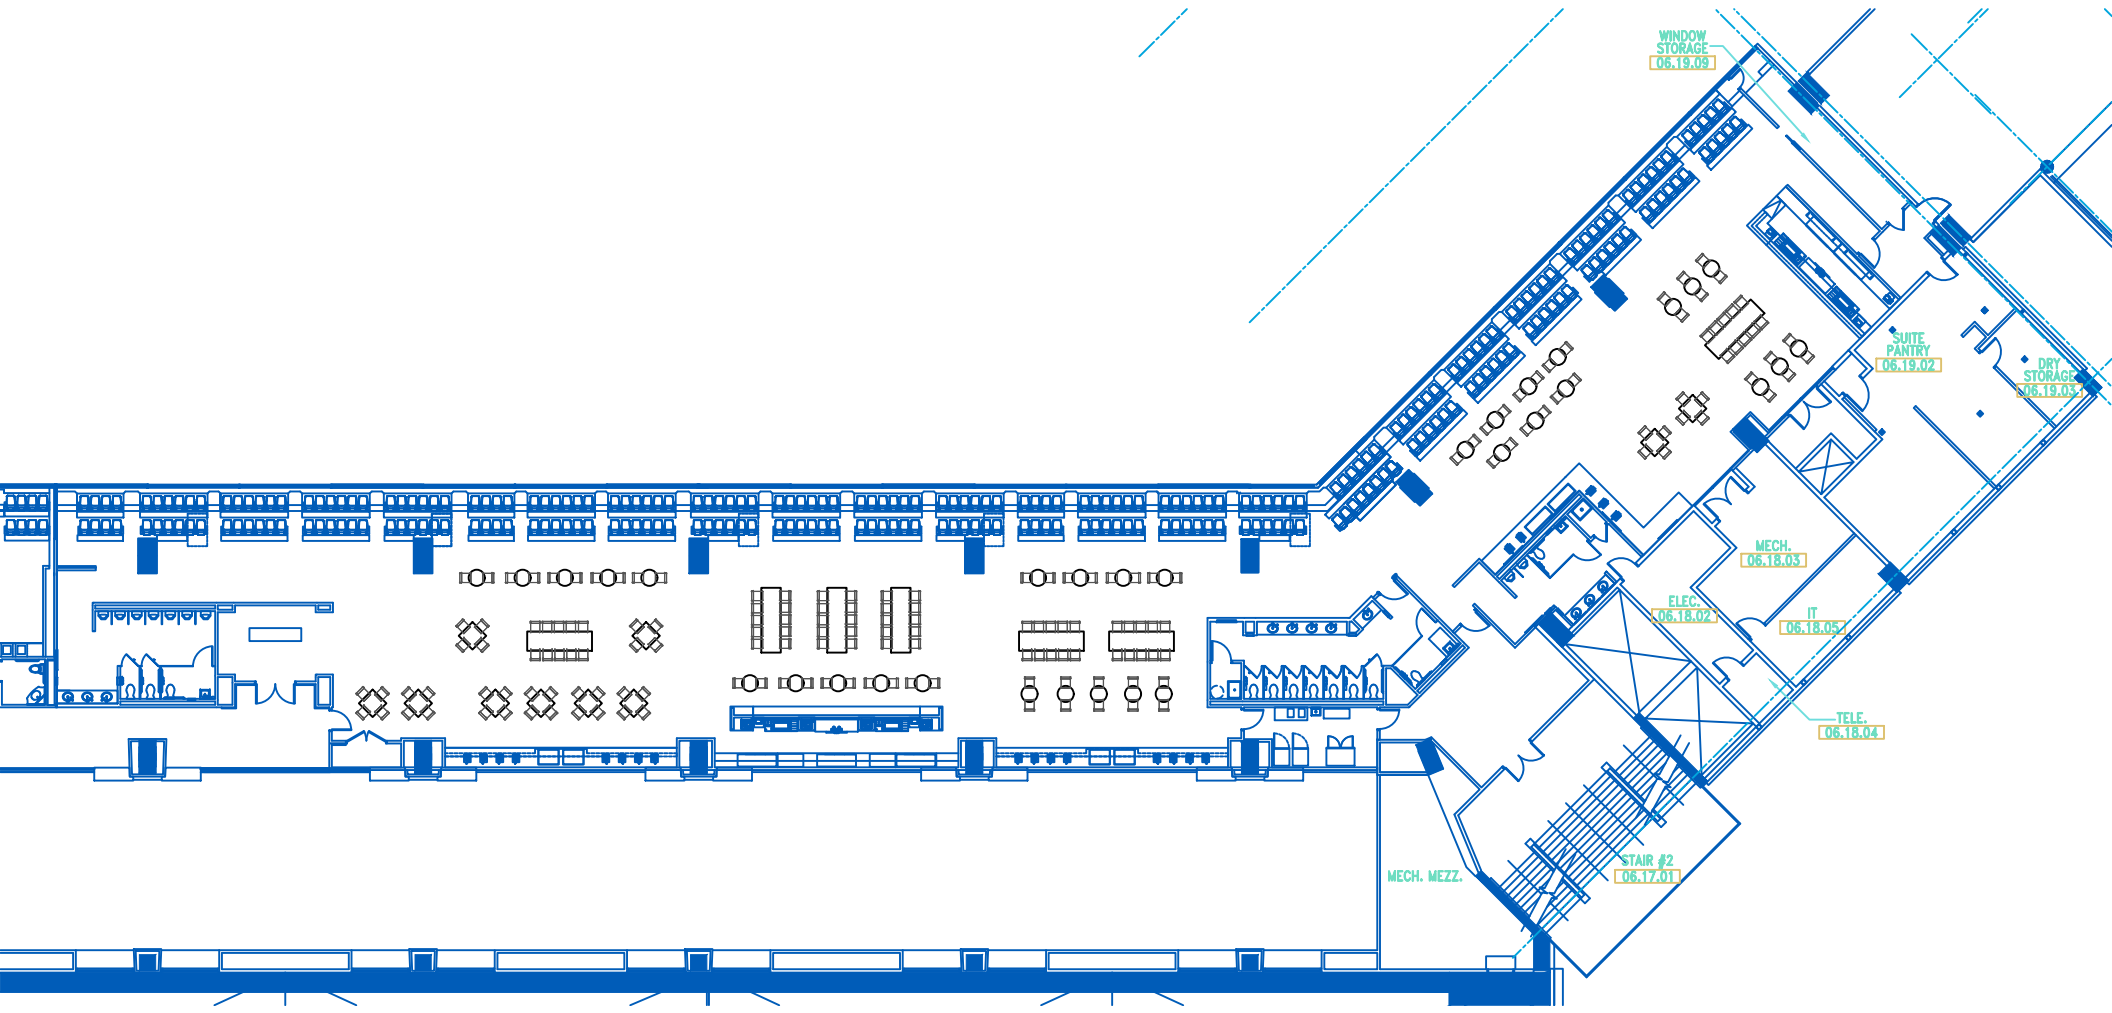 WINDOW
STORAGE
06.19.09
SUITE
PANTRY
06.19.02
DRY
STORAGE
06.19.03
MECH.
06.18.03
ELEC.
06.18.02
IT
06.18.05
TELE.
06.18.04
STAIR #2
06.17.01
MECH. MEZZ.